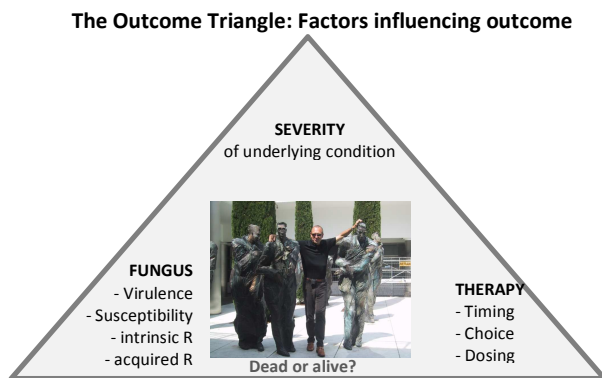 The Outcome Triangle: Factors influencing outcome
SEVERITY
of underlying condition
FUNGUS
- Virulence
- Susceptibility
- intrinsic R
- acquired R
THERAPY
- Timing
- Choice
- Dosing
Dead or alive?